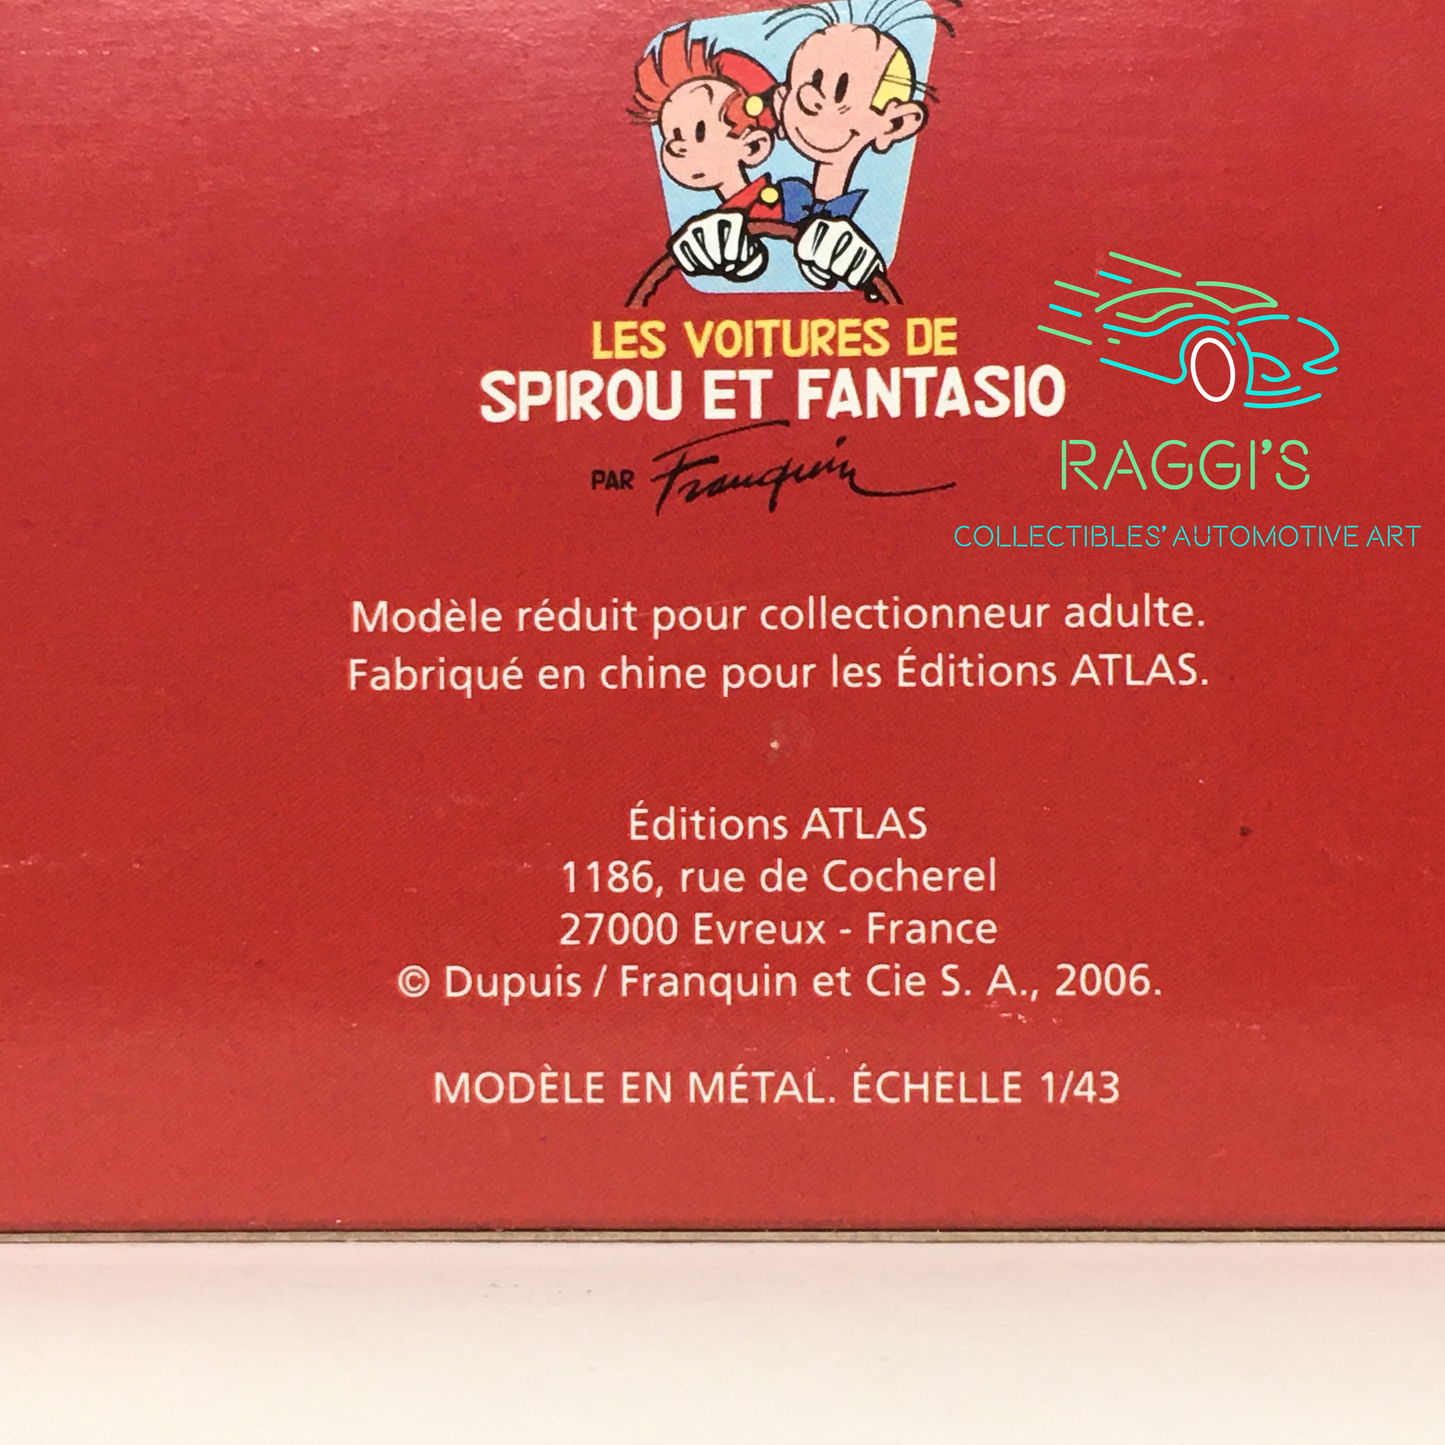 LES VOITURES DE
SPIROU ET FANTASIO
PAR Franquin
RAGGI'S
COLLECTIBLES' AUTOMOTIVE ART
Modèle réduit pour collectionneur adulte.
Fabriqué en chine pour les Éditions ATLAS.
Éditions ATLAS
1186, rue de Cocherel
27000 Evreux - France
© Dupuis / Franquin et Cie S. A., 2006.
MODÈLE EN MÉTAL. ÉCHELLE 1/43